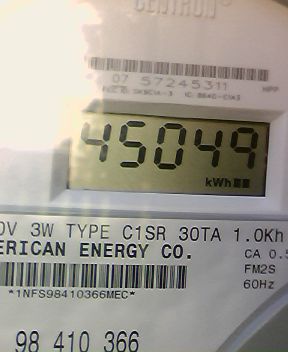 CENTRON
07 57245311
45049
kWh
0V 3W TYPE C1SR 30TA 1.0Kh
ERICAN ENERGY CO.
CA 0.5
FM2S
60Hz
*1NFS98410366MEC*
98 410 366